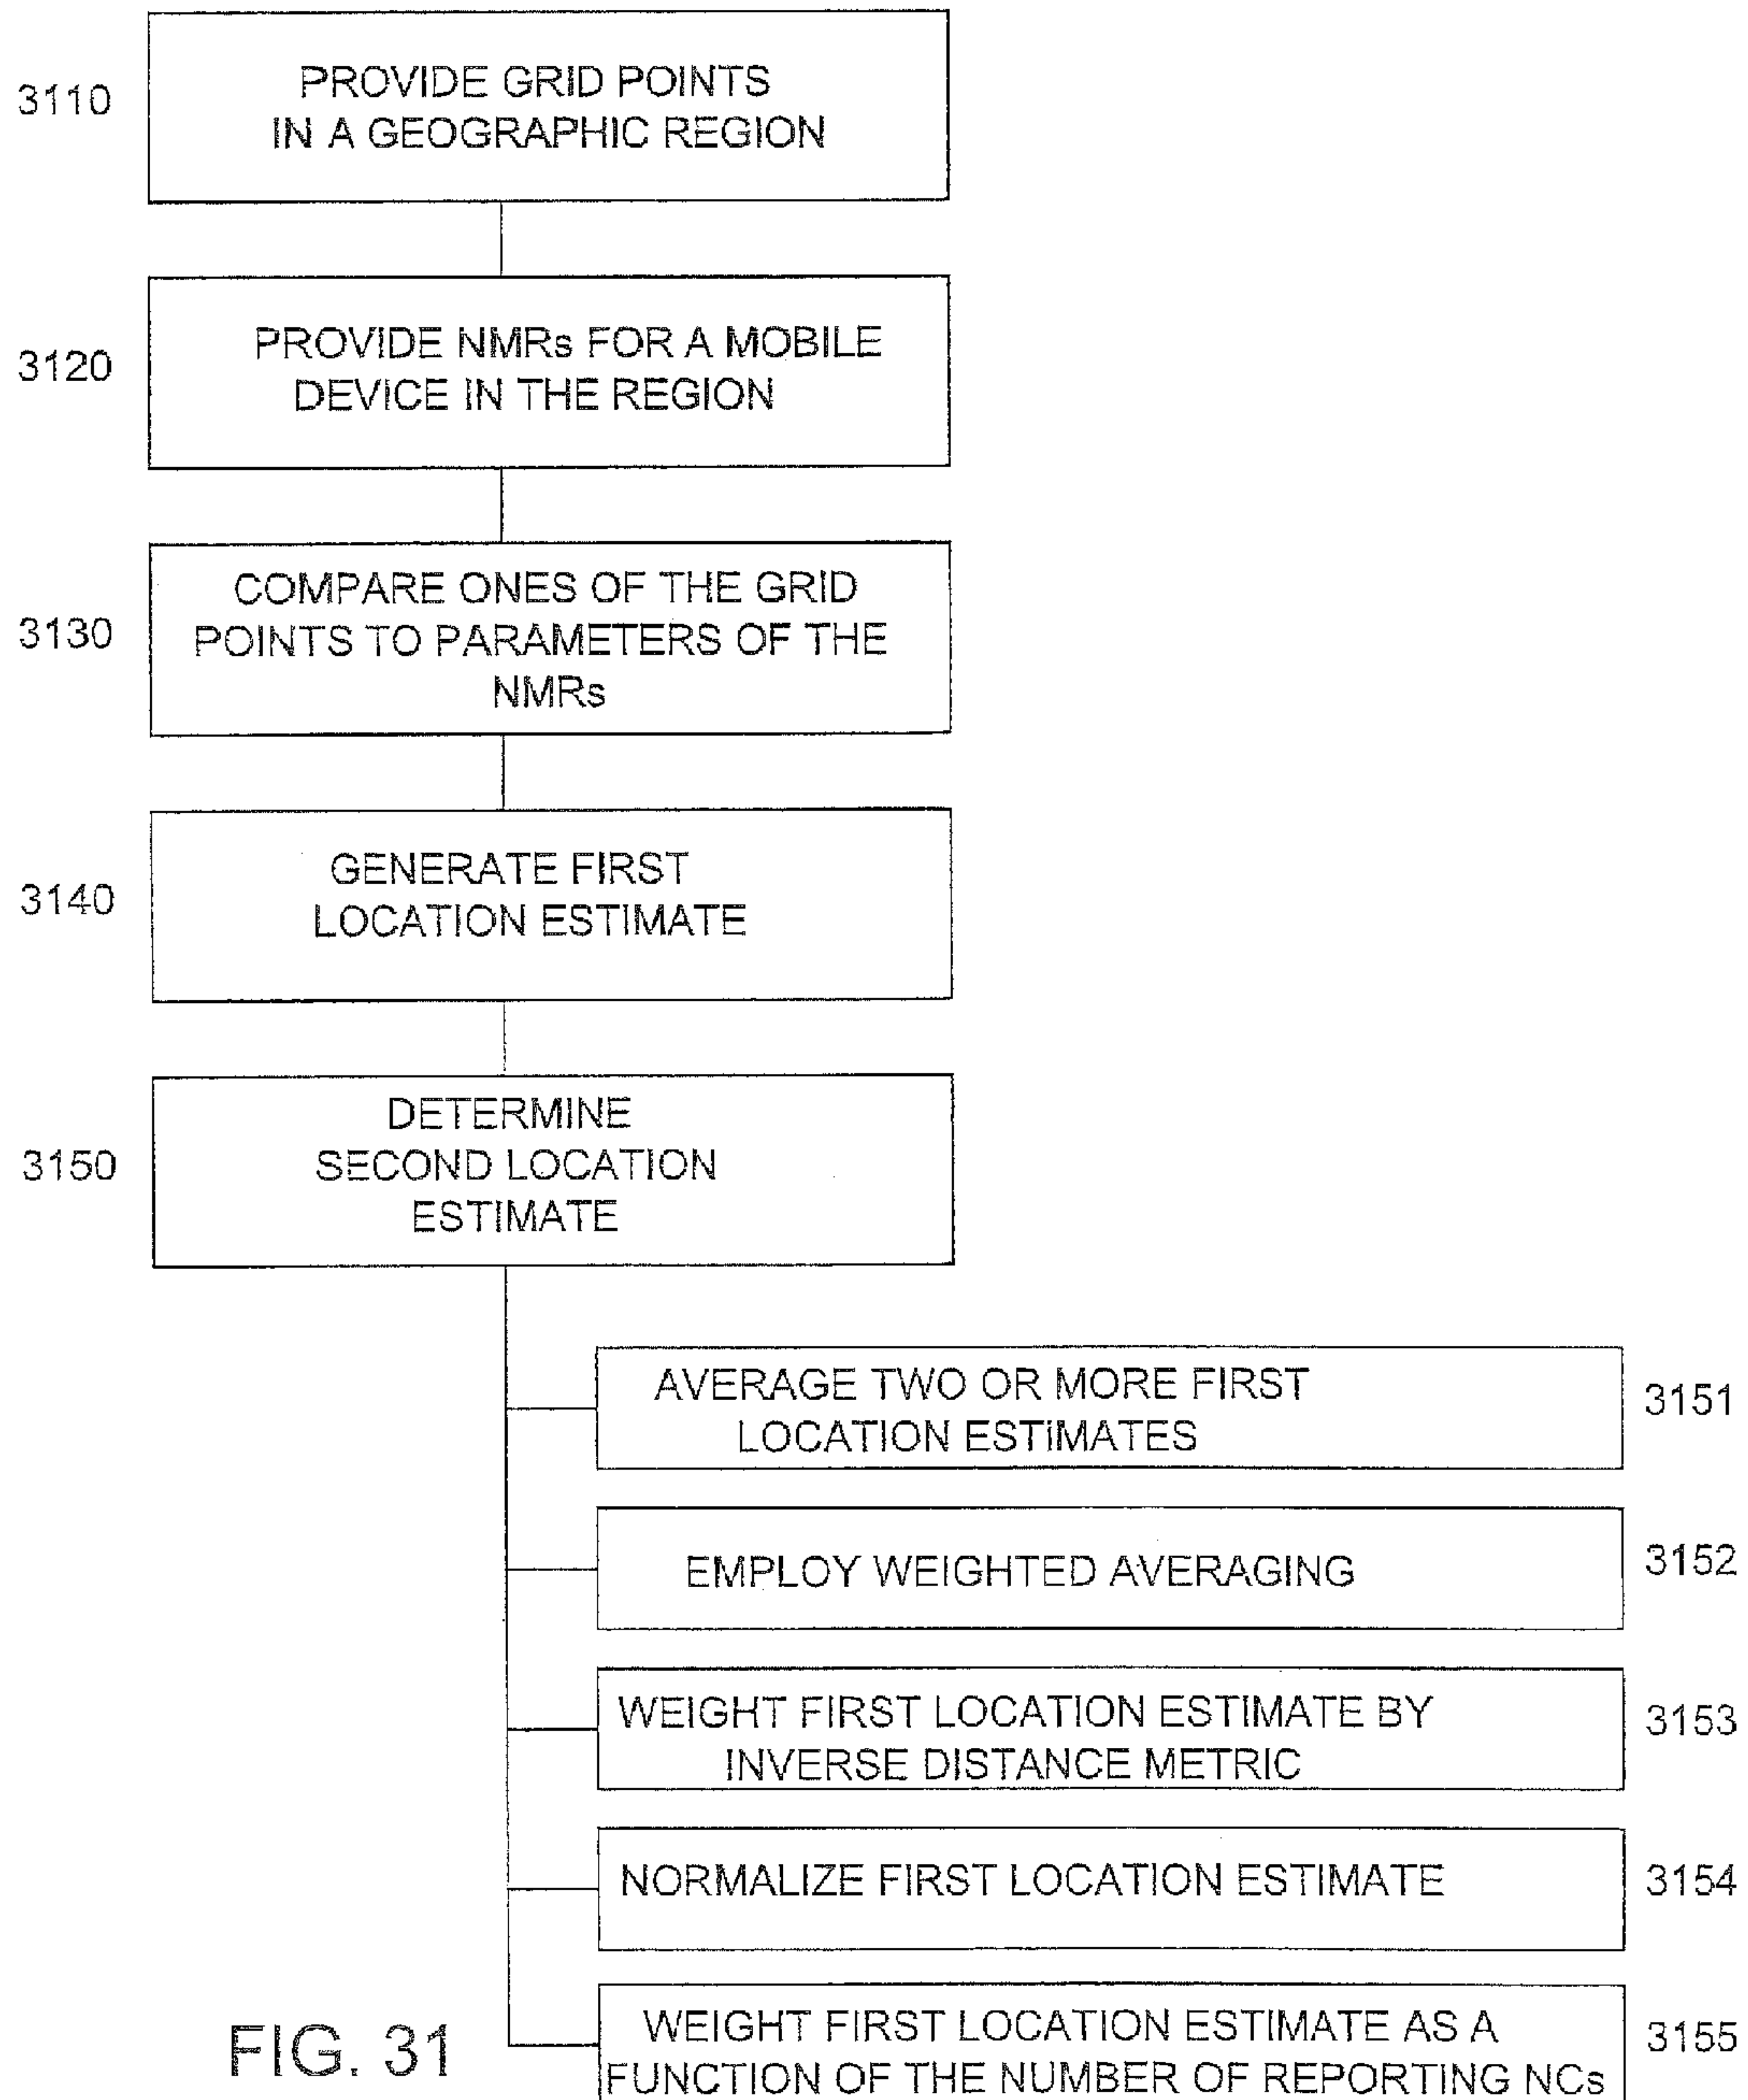 3110
PROVIDE GRID POINTS
IN A GEOGRAPHIC REGION
3120
PROVIDE NMRs FOR A MOBILE
DEVICE IN THE REGION
3130
COMPARE ONES OF THE GRID
POINTS TO PARAMETERS OF THE
NMRs
3140
GENERATE FIRST
LOCATION ESTIMATE
3150
DETERMINE
SECOND LOCATION
ESTIMATE
AVERAGE TWO OR MORE FIRST
LOCATION ESTIMATES
3151
EMPLOY WEIGHTED AVERAGING
3152
WEIGHT FIRST LOCATION ESTIMATE BY
INVERSE DISTANCE METRIC
3153
NORMALIZE FIRST LOCATION ESTIMATE
3154
WEIGHT FIRST LOCATION ESTIMATE AS A
FUNCTION OF THE NUMBER OF REPORTING NCs
3155
FIG. 31